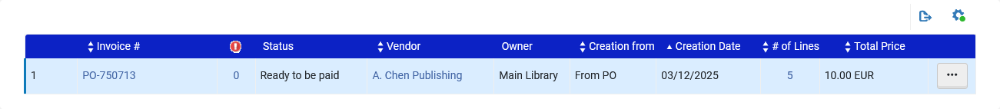 Invoice # Status Vendor Owner Creation from Creation Date # of Lines Total Price
1 PO-750713 0 Ready to be paid A. Chen Publishing Main Library From PO 03/12/2025 5 10.00 EUR